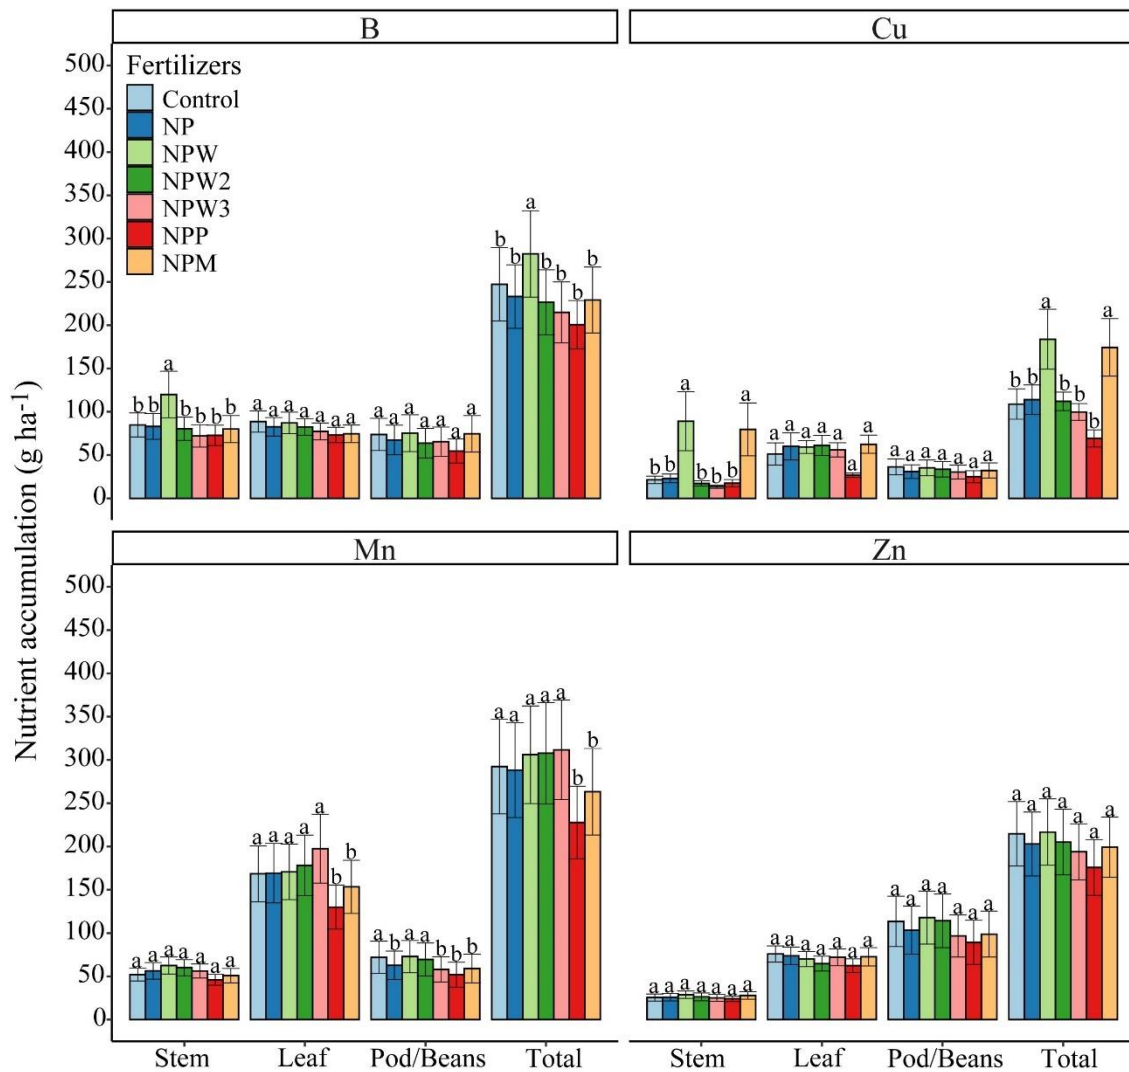 B
Cu
Nutrient accumulation (g ha⁻¹)
500
450
400
350
300
250
200
150
100
50
0
Fertilizers
Control
NP
NPW
NPW2
NPW3
NPP
NPM
b b a b b b b
a a a a a a a
a a a a a a a
b b a b b b b
b b a b b b a
a a a a a a a
a a a a a a a
b b a b b b a
Mn
Zn
500
450
400
350
300
250
200
150
100
50
0
a a a a a a a
a a a a a b b
a b a a b b b
a a a a a b b
a a a a a a a
a a a a a a a
a a a a a a a
a a a a a a a
Stem Leaf Pod/Beans Total
Stem Leaf Pod/Beans Total